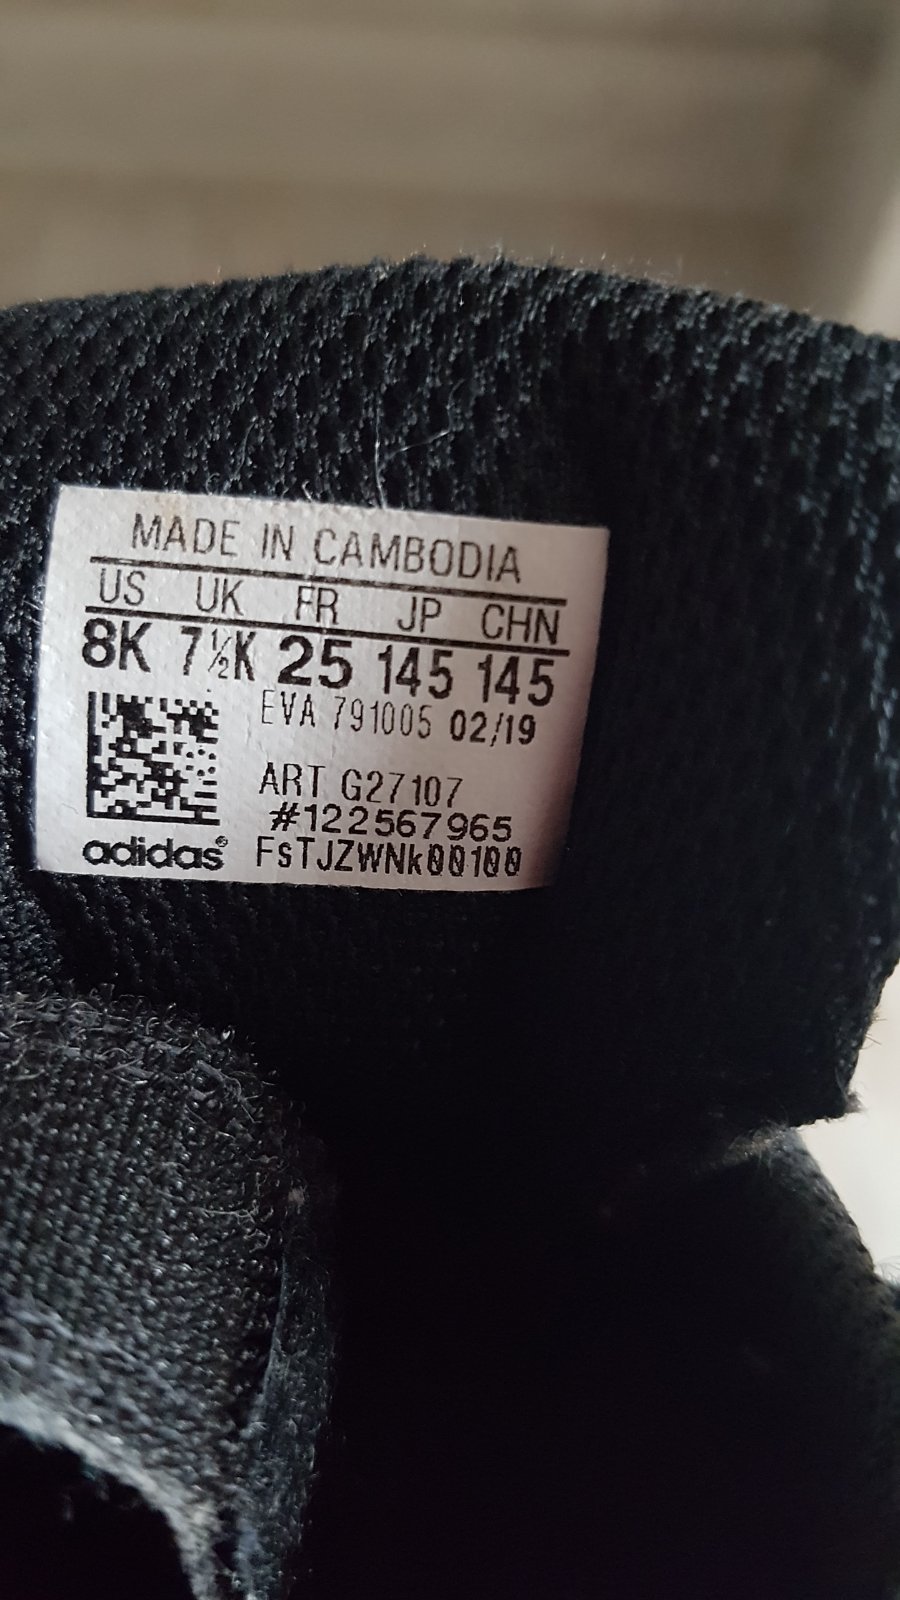 MADE IN CAMBODIA
US UK FR JP CHN
8K 7½K 25 145 145
EVA 791005 02/19
ART G27107
#122567965
adidas® FsTJZWNk00100